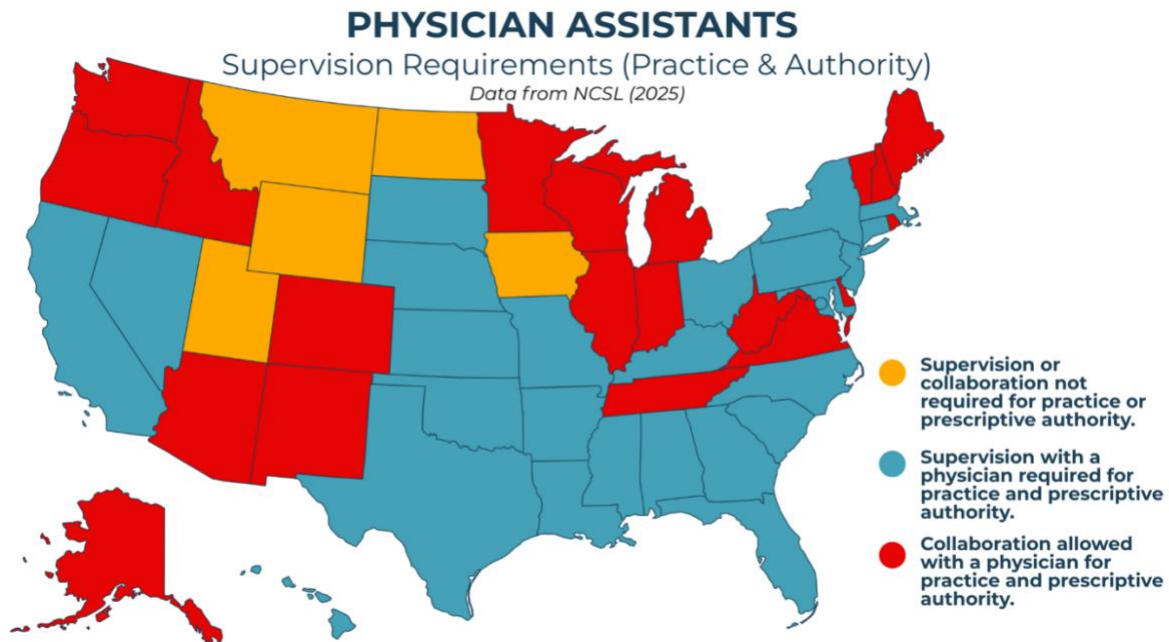 PHYSICIAN ASSISTANTS
Supervision Requirements (Practice & Authority)
Data from NCSL (2025)
Supervision or
collaboration not
required for practice or
prescriptive authority.
Supervision with a
physician required for
practice and prescriptive
authority.
Collaboration allowed
with a physician for
practice and prescriptive
authority.